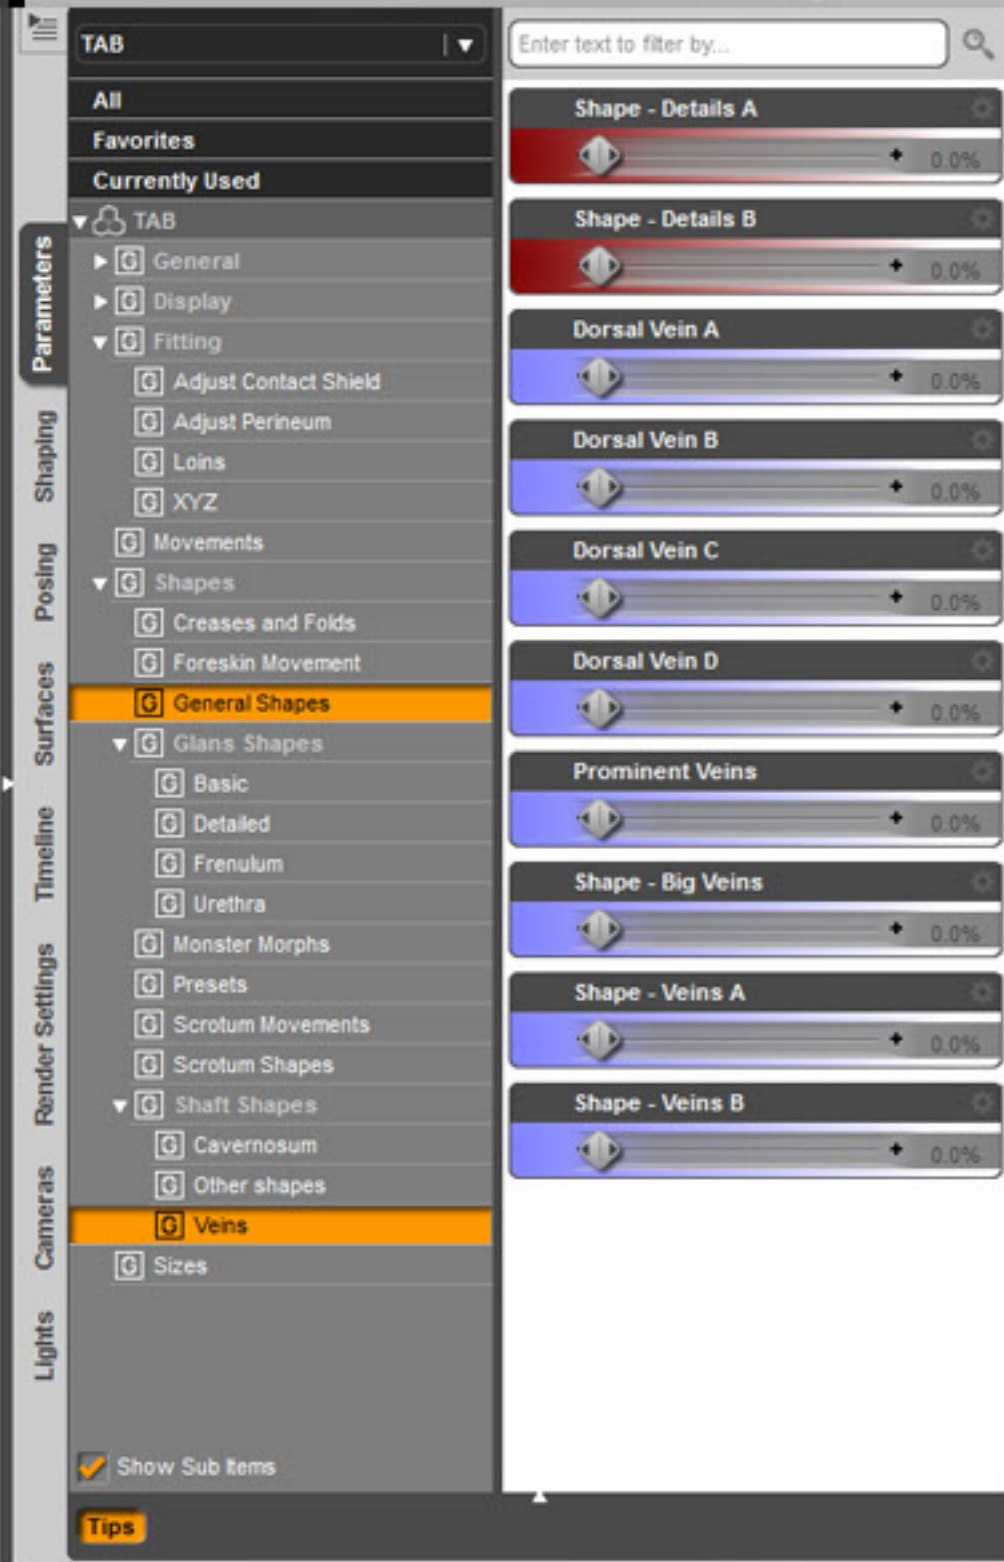 TAB
All
Favorites
Currently Used
TAB
General
Display
Fitting
Adjust Contact Shield
Adjust Perineum
Loins
XYZ
Movements
Shapes
Creases and Folds
Foreskin Movement
General Shapes
Glans Shapes
Basic
Detailed
Frenulum
Urethra
Monster Morphs
Presets
Scrotum Movements
Scrotum Shapes
Shaft Shapes
Cavernosum
Other shapes
Veins
Sizes
Show Sub Items
Tips
Parameters
Shaping
Posing
Surfaces
Timeline
Render Settings
Cameras
Lights
Enter text to filter by...
Shape - Details A
0.0%
Shape - Details B
0.0%
Dorsal Vein A
0.0%
Dorsal Vein B
0.0%
Dorsal Vein C
0.0%
Dorsal Vein D
0.0%
Prominent Veins
0.0%
Shape - Big Veins
0.0%
Shape - Veins A
0.0%
Shape - Veins B
0.0%